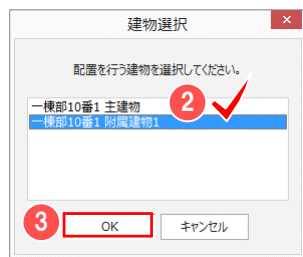 建物選択
×
配置を行う建物を選択してください。
一棟部10番1 主建物
一棟部10番1 附属建物1
2
3
OK
キャンセル